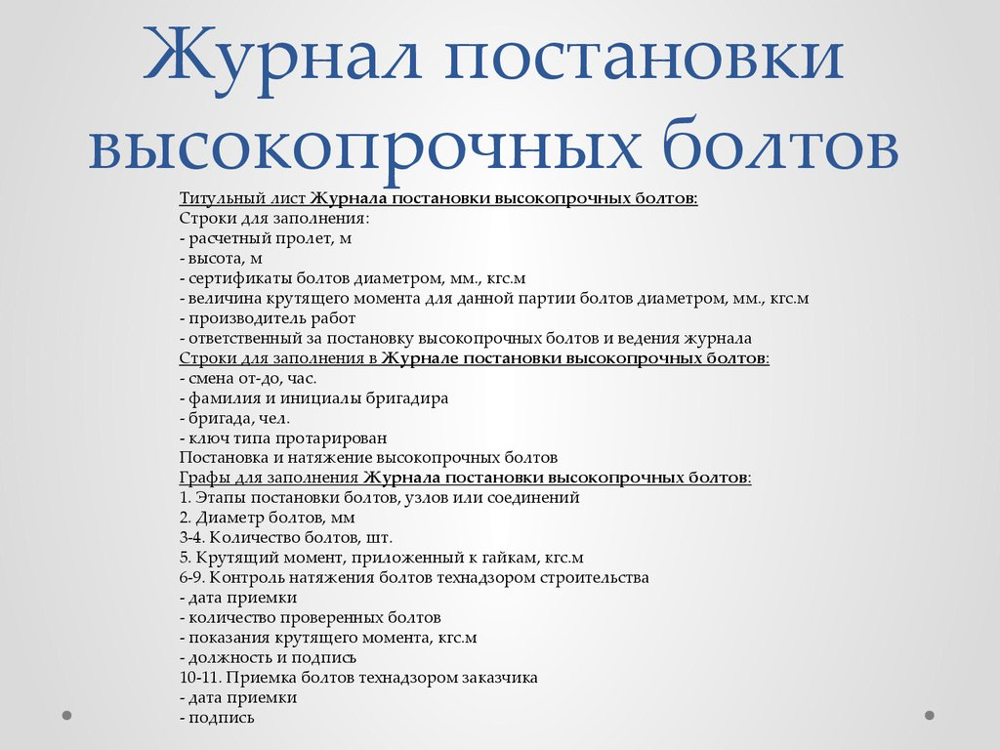 Журнал постановки
высокопрочных болтов
Титульный лист Журнала постановки высокопрочных болтов:
Строки для заполнения:
- расчетный пролет, м
- высота, м
- сертификаты болтов диаметром, мм., кгс.м
- величина крутящего момента для данной партии болтов диаметром, мм., кгс.м
- производитель работ
- ответственный за постановку высокопрочных болтов и ведения журнала
Строки для заполнения в Журнале постановки высокопрочных болтов:
- смена от-до, час.
- фамилия и инициалы бригадира
- бригада, чел.
- ключ типа протарирован
Постановка и натяжение высокопрочных болтов
Графы для заполнения Журнала постановки высокопрочных болтов:
1. Этапы постановки болтов, узлов или соединений
2. Диаметр болтов, мм
3-4. Количество болтов, шт.
5. Крутящий момент, приложенный к гайкам, кгс.м
6-9. Контроль натяжения болтов технадзором строительства
- дата приемки
- количество проверенных болтов
- показания крутящего момента, кгс.м
- должность и подпись
10-11. Приемка болтов технадзором заказчика
- дата приемки
- подпись